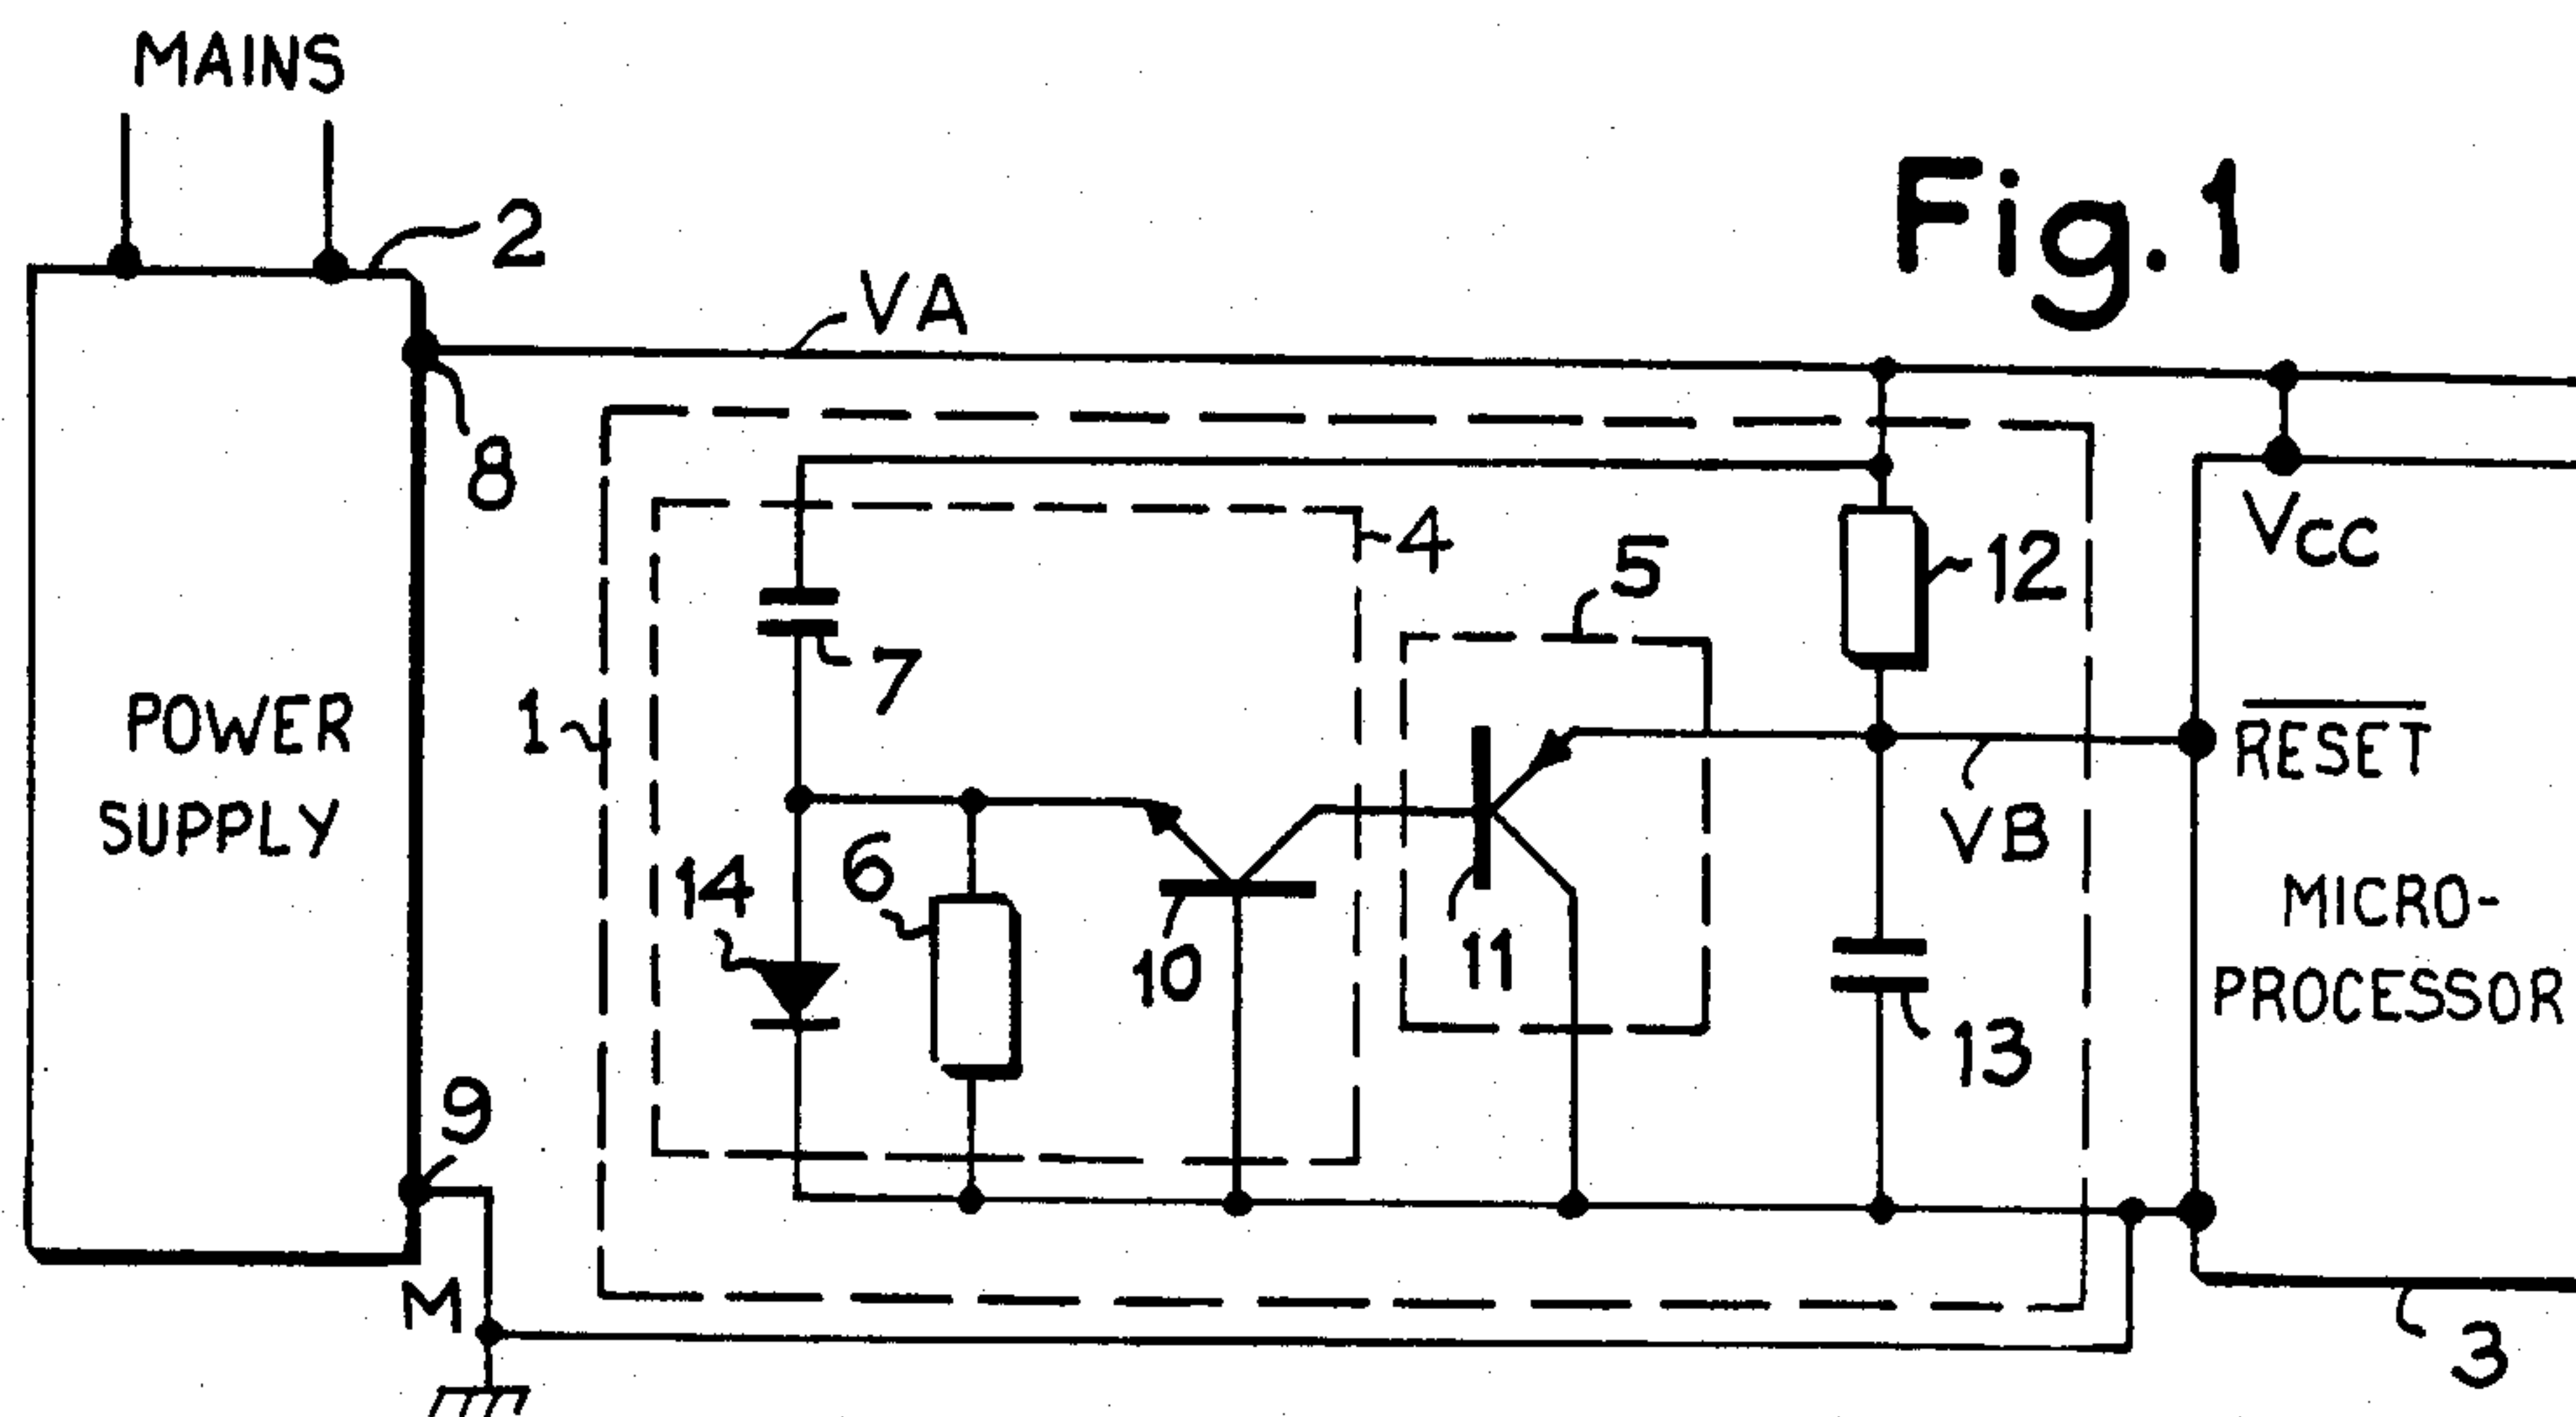 MAINS
2
Fig.1
VA
8
4
5
12
VCC
7
1
POWER
SUPPLY
RESET
VB
14
6
10
11
MICRO-
PROCESSOR
13
9
M
3